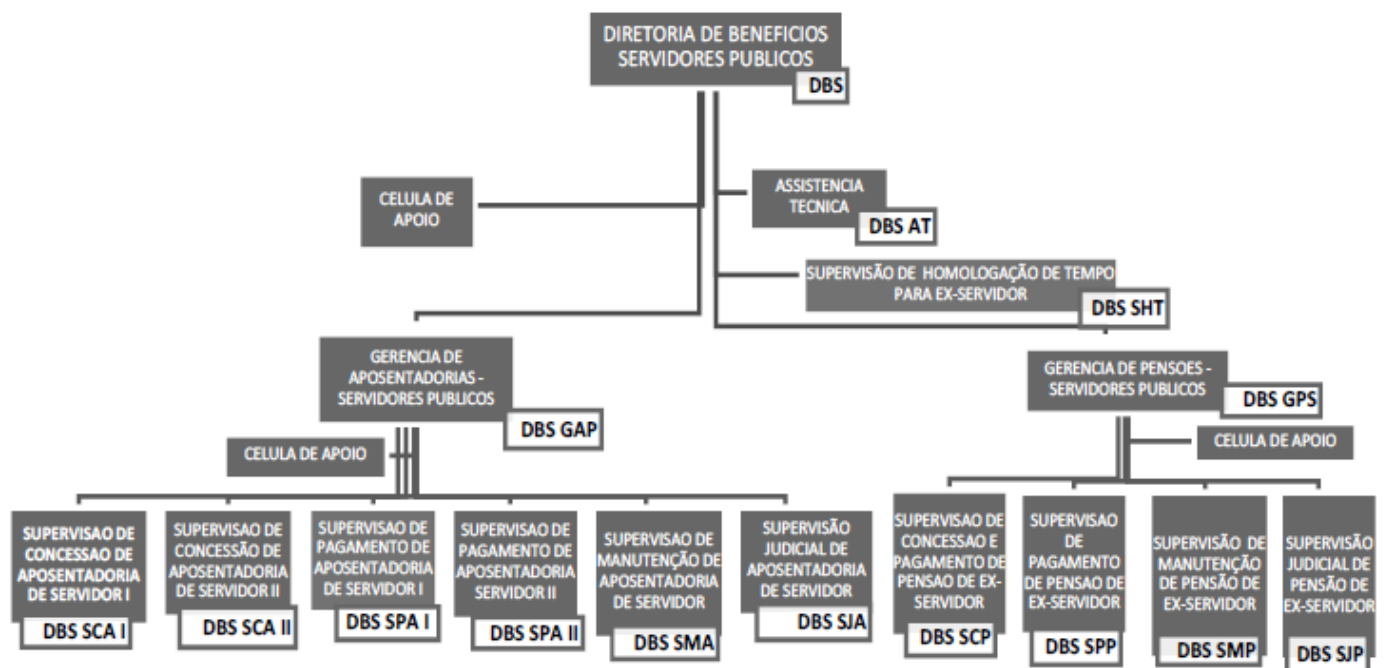 DIRETORIA DE BENEFICIOS
SERVIDORES PUBLICOS
DBS
CELULA DE
APOIO
ASSISTENCIA
TECNICA
DBS AT
SUPERVISÃO DE HOMOLOGAÇÃO DE TEMPO
PARA EX-SERVIDOR
DBS SHT
GERENCIA DE
APOSENTADORIAS -
SERVIDORES PUBLICOS
DBS GAP
GERENCIA DE PENSOES -
SERVIDORES PUBLICOS
DBS GPS
CELULA DE APOIO
CELULA DE APOIO
SUPERVISAO DE
CONCESSAO DE
APOSENTADORIA
DE SERVIDOR I
DBS SCA I
SUPERVISAO DE
CONCESSÃO DE
APOSENTADORIA
DE SERVIDOR II
DBS SCA II
SUPERVISAO DE
PAGAMENTO DE
APOSENTADORIA
DE SERVIDOR I
DBS SPA I
SUPERVISAO DE
PAGAMENTO DE
APOSENTADORIA
SERVIDOR II
DBS SPA II
SUPERVISAO DE
MANUTENÇÃO DE
APOSENTADORIA
DE SERVIDOR
DBS SMA
SUPERVISÃO
JUDICIAL DE
APOSENTADORIA
DE SERVIDOR
DBS SJA
SUPERVISAO DE
CONCESSAO E
PAGAMENTO DE
PENSAO DE EX-
SERVIDOR
DBS SCP
SUPERVISAO
DE
PAGAMENTO
DE PENSAO DE
EX-SERVIDOR
DBS SPP
SUPERVISÃO DE
MANUTENÇÃO
DE PENSÃO DE
EX-SERVIDOR
DBS SMP
SUPERVISÃO
JUDICIAL DE
PENSÃO DE
EX-SERVIDOR
DBS SJP